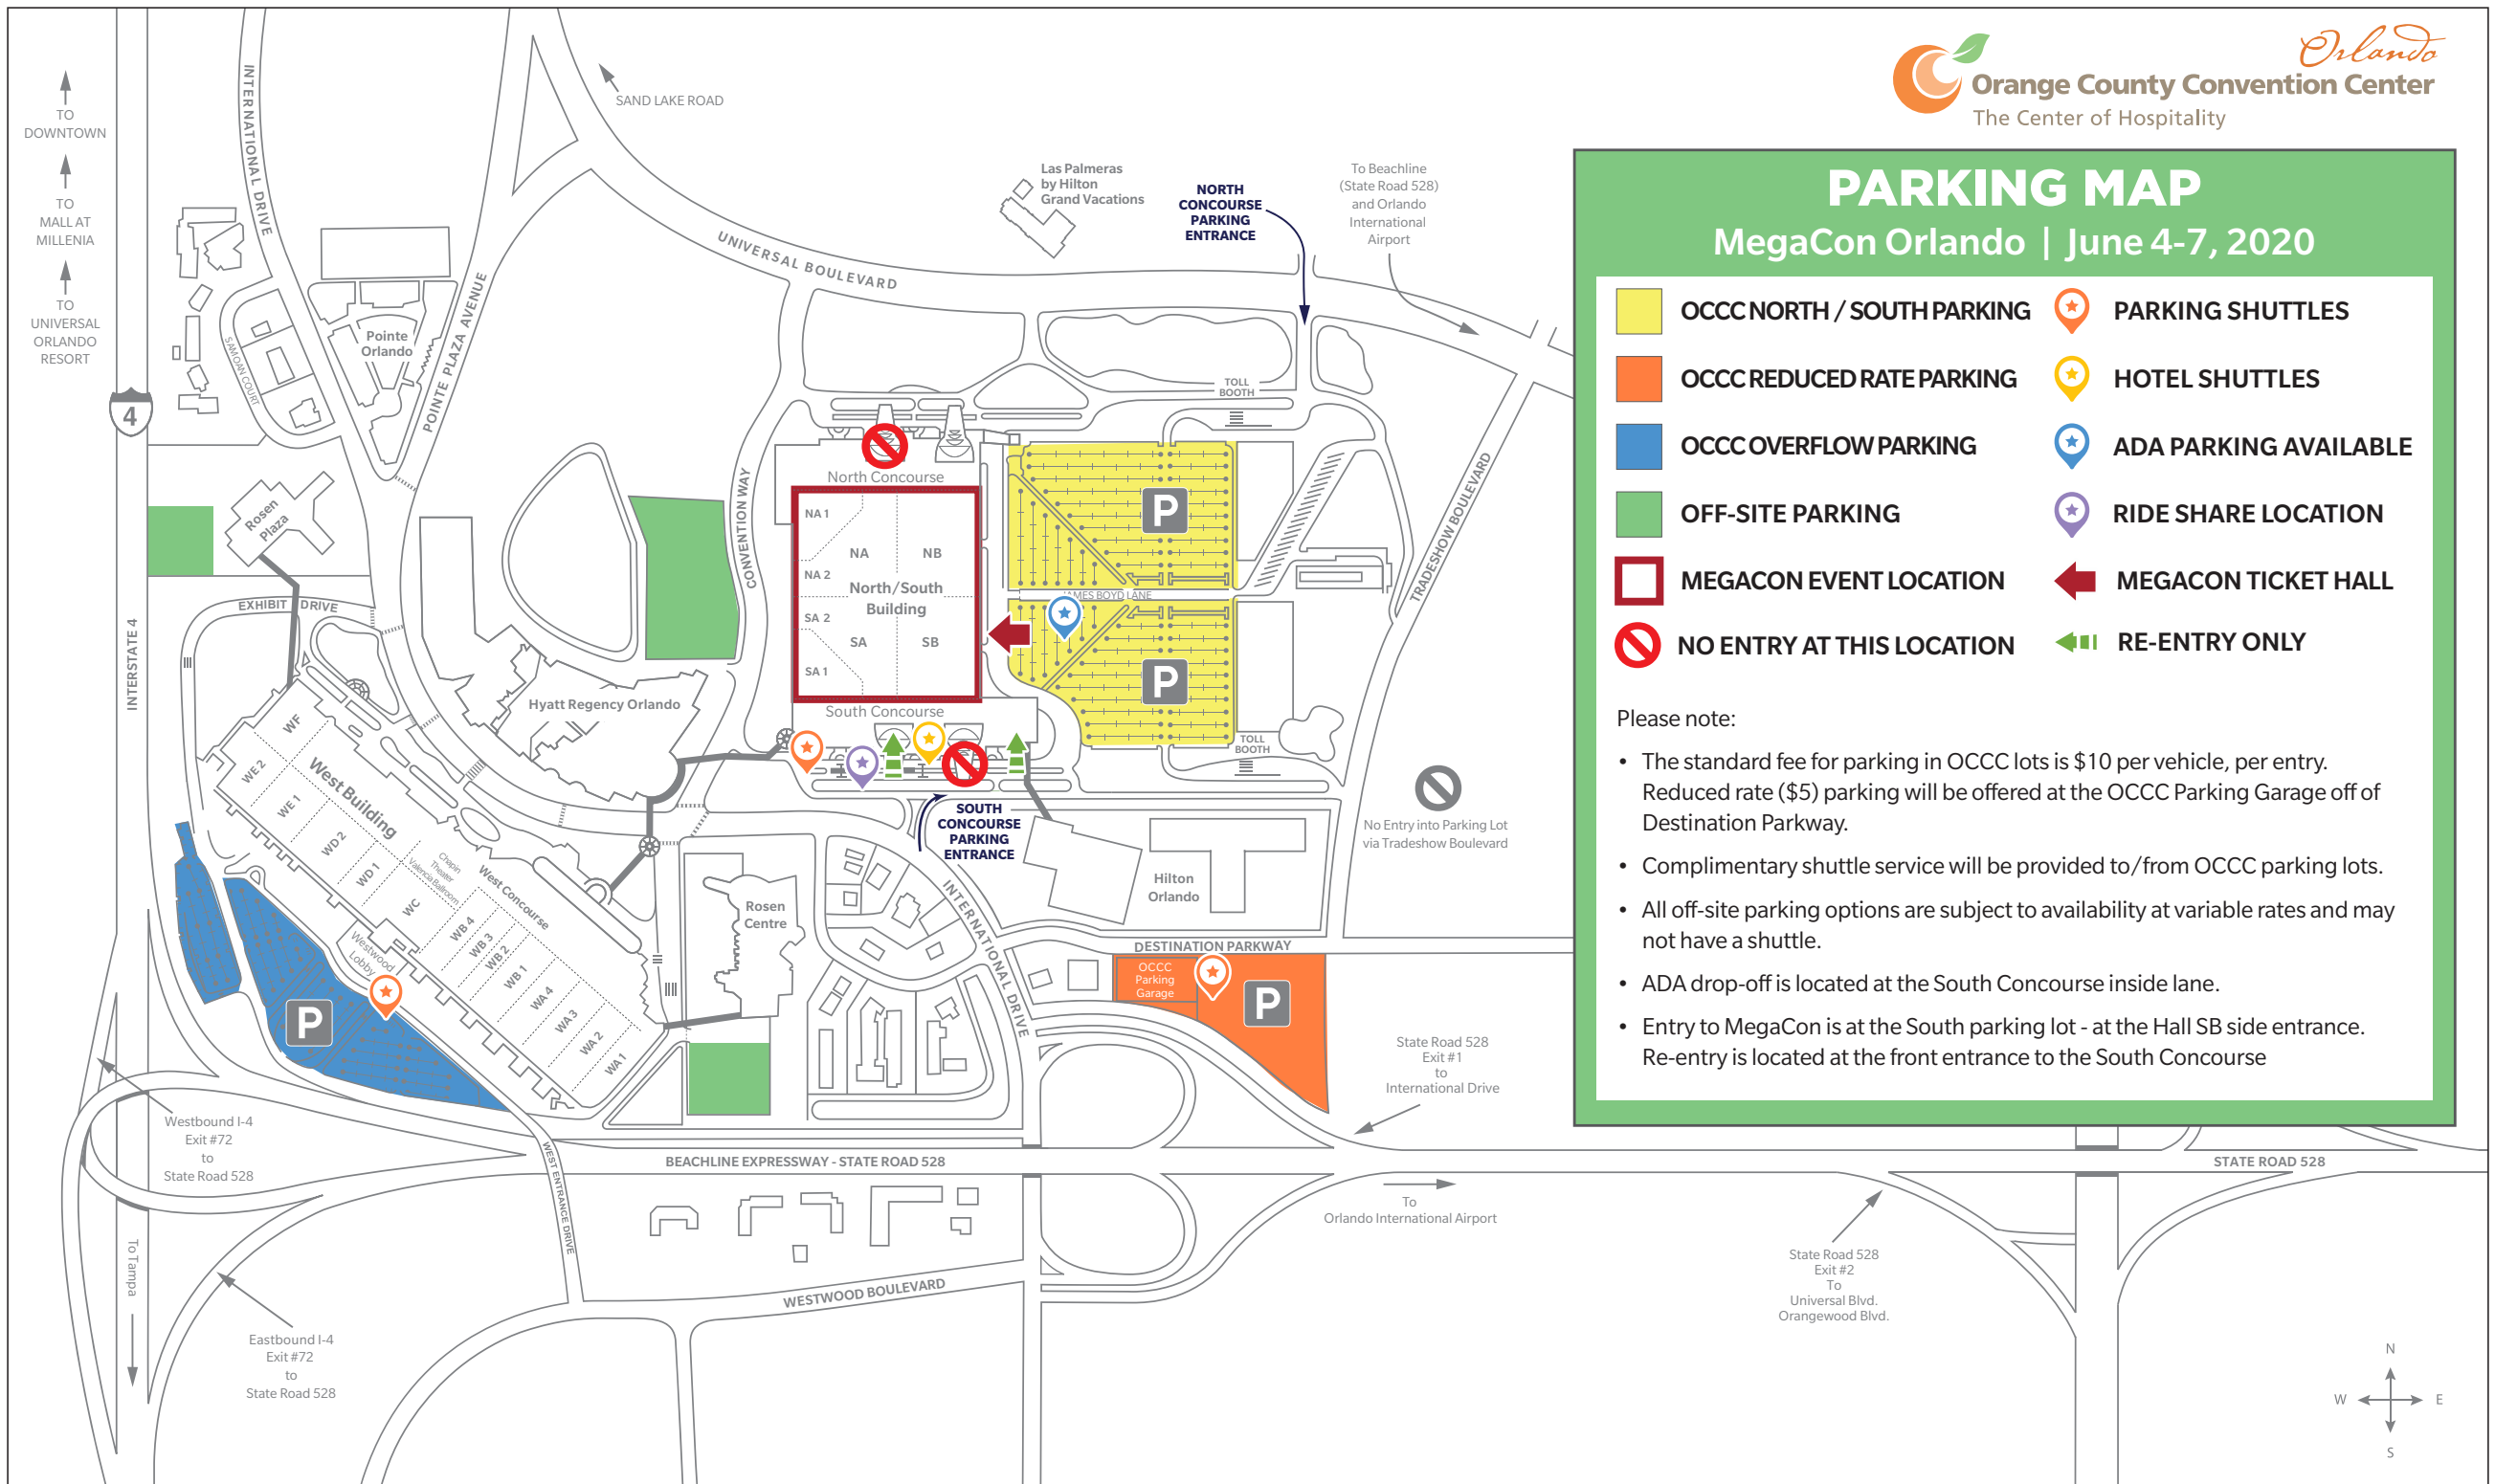 Orlando
Orange County Convention Center
The Center of Hospitality
PARKING MAP
MegaCon Orlando | June 4-7, 2020
OCCC NORTH / SOUTH PARKING
PARKING SHUTTLES
OCCC REDUCED RATE PARKING
HOTEL SHUTTLES
OCCC OVERFLOW PARKING
ADA PARKING AVAILABLE
OFF-SITE PARKING
RIDE SHARE LOCATION
MEGACON EVENT LOCATION
MEGACON TICKET HALL
NO ENTRY AT THIS LOCATION
RE-ENTRY ONLY
Please note:
• The standard fee for parking in OCCC lots is $10 per vehicle, per entry.
Reduced rate ($5) parking will be offered at the OCCC Parking Garage off of
Destination Parkway.
• Complimentary shuttle service will be provided to/from OCCC parking lots.
• All off-site parking options are subject to availability at variable rates and may
not have a shuttle.
• ADA drop-off is located at the South Concourse inside lane.
• Entry to MegaCon is at the South parking lot - at the Hall SB side entrance.
Re-entry is located at the front entrance to the South Concourse
TO
DOWNTOWN
TO
MALL AT
MILLENIA
TO
UNIVERSAL
ORLANDO
RESORT
4
INTERSTATE 4
INTERNATIONAL DRIVE
SAND LAKE ROAD
SAMOAN COURT
Pointe
Orlando
POINTE PLAZA AVENUE
UNIVERSAL BOULEVARD
Las Palmeras
by Hilton
Grand Vacations
NORTH
CONCOURSE
PARKING
ENTRANCE
To Beachline
(State Road 528)
and Orlando
International
Airport
TOLL
BOOTH
CONVENTION WAY
North Concourse
NA 1
NA
NB
NA 2
North/South
Building
SA 2
SA
SB
SA 1
South Concourse
P
JAMES BOYD LANE
P
TRADESHOW BOULEVARD
TOLL
BOOTH
Rosen
Plaza
EXHIBIT DRIVE
Hyatt Regency Orlando
WF
WE 2
WE 1
West Building
WD 2
WD 1
Chapin
Theater
Valencia Ballroom
West Concourse
WC
WB 4
WB 3
WB 2
WB 1
WA 4
WA 3
WA 2
WA 1
Westwood
Lobby
P
SOUTH
CONCOURSE
PARKING
ENTRANCE
No Entry into Parking Lot
via Tradeshow Boulevard
Hilton
Orlando
Rosen
Centre
INTERNATIONAL DRIVE
DESTINATION PARKWAY
OCCC
Parking
Garage
P
State Road 528
Exit #1
to
International Drive
Westbound I-4
Exit #72
to
State Road 528
BEACHLINE EXPRESSWAY - STATE ROAD 528
STATE ROAD 528
WEST ENTRANCE DRIVE
To
Orlando International Airport
To Tampa
WESTWOOD BOULEVARD
State Road 528
Exit #2
To
Universal Blvd.
Orangewood Blvd.
Eastbound I-4
Exit #72
to
State Road 528
N
W
E
S